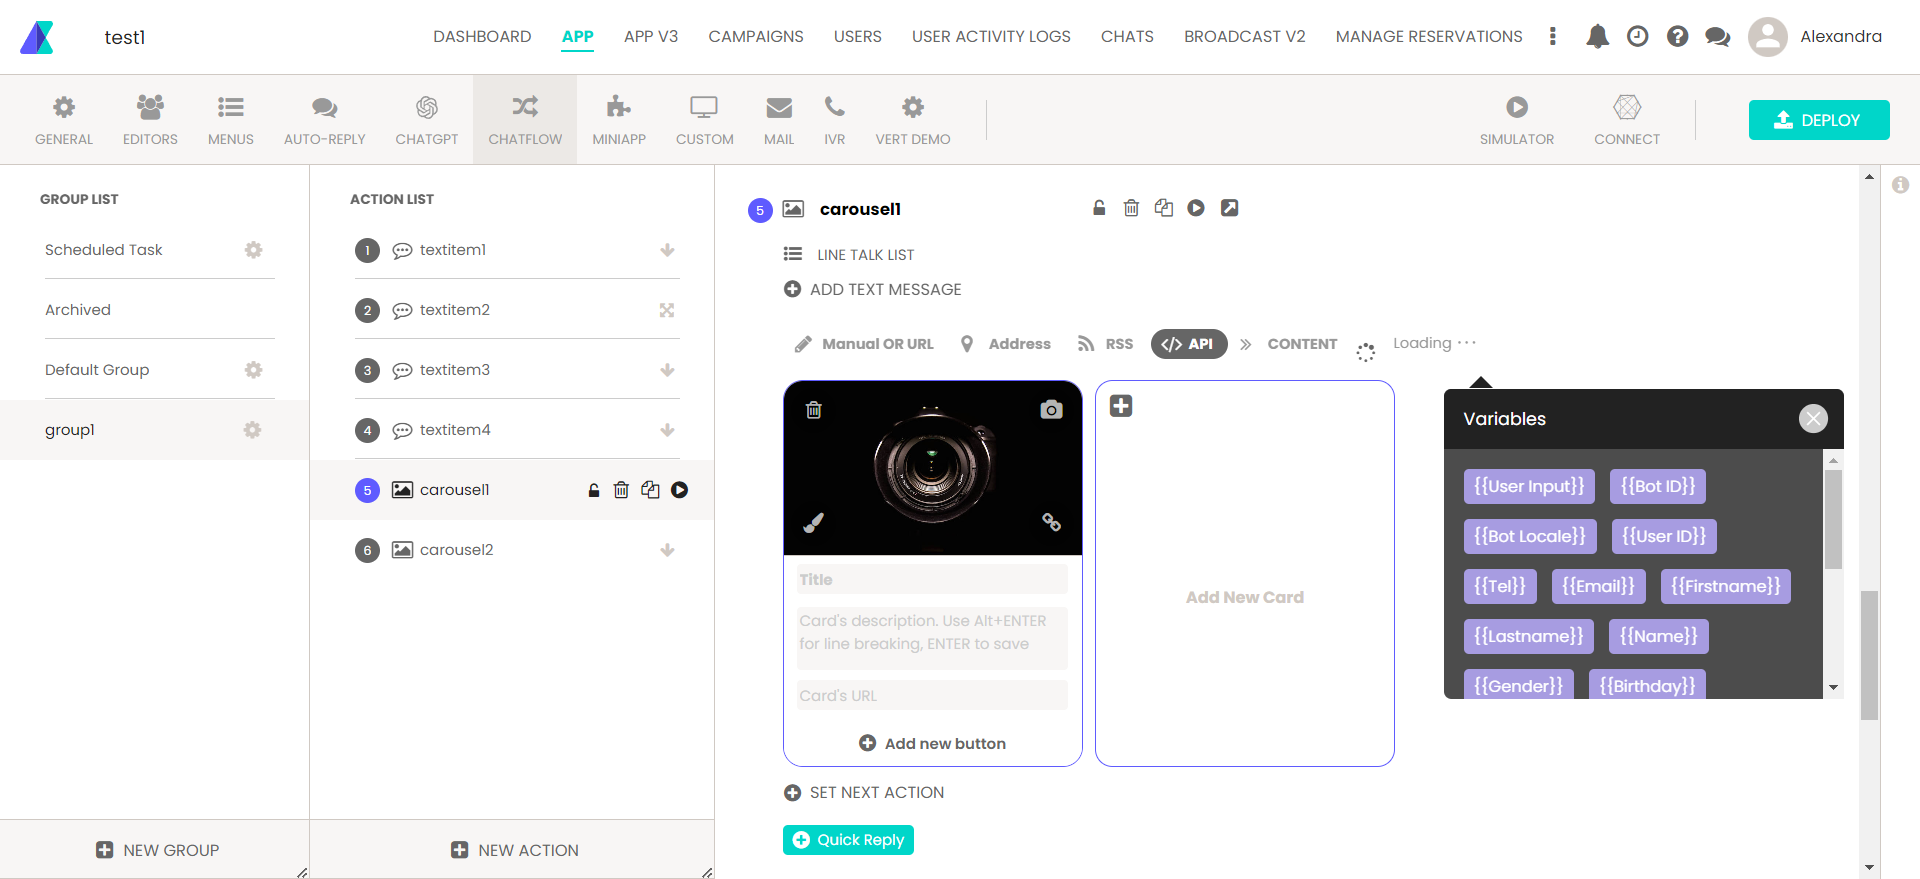 test1
DASHBOARD APP APP V3 CAMPAIGNS USERS USER ACTIVITY LOGS CHATS BROADCAST V2 MANAGE RESERVATIONS Alexandra
GENERAL EDITORS MENUS AUTO-REPLY CHATGPT CHATFLOW MINIAPP CUSTOM MAIL IVR VERT DEMO SIMULATOR CONNECT DEPLOY
GROUP LIST
Scheduled Task
Archived
Default Group
group1
NEW GROUP
ACTION LIST
1 textitem1
2 textitem2
3 textitem3
4 textitem4
5 carousel1
6 carousel2
NEW ACTION
5 carousel1
LINE TALK LIST
ADD TEXT MESSAGE
Manual OR URL Address RSS </> API CONTENT Loading ···
Title
Card's description. Use Alt+ENTER
for line breaking, ENTER to save
Card's URL
Add new button
Add New Card
Variables
{{User Input}} {{Bot ID}}
{{Bot Locale}} {{User ID}}
{{Tel}} {{Email}} {{Firstname}}
{{Lastname}} {{Name}}
{{Gender}} {{Birthday}}
SET NEXT ACTION
Quick Reply